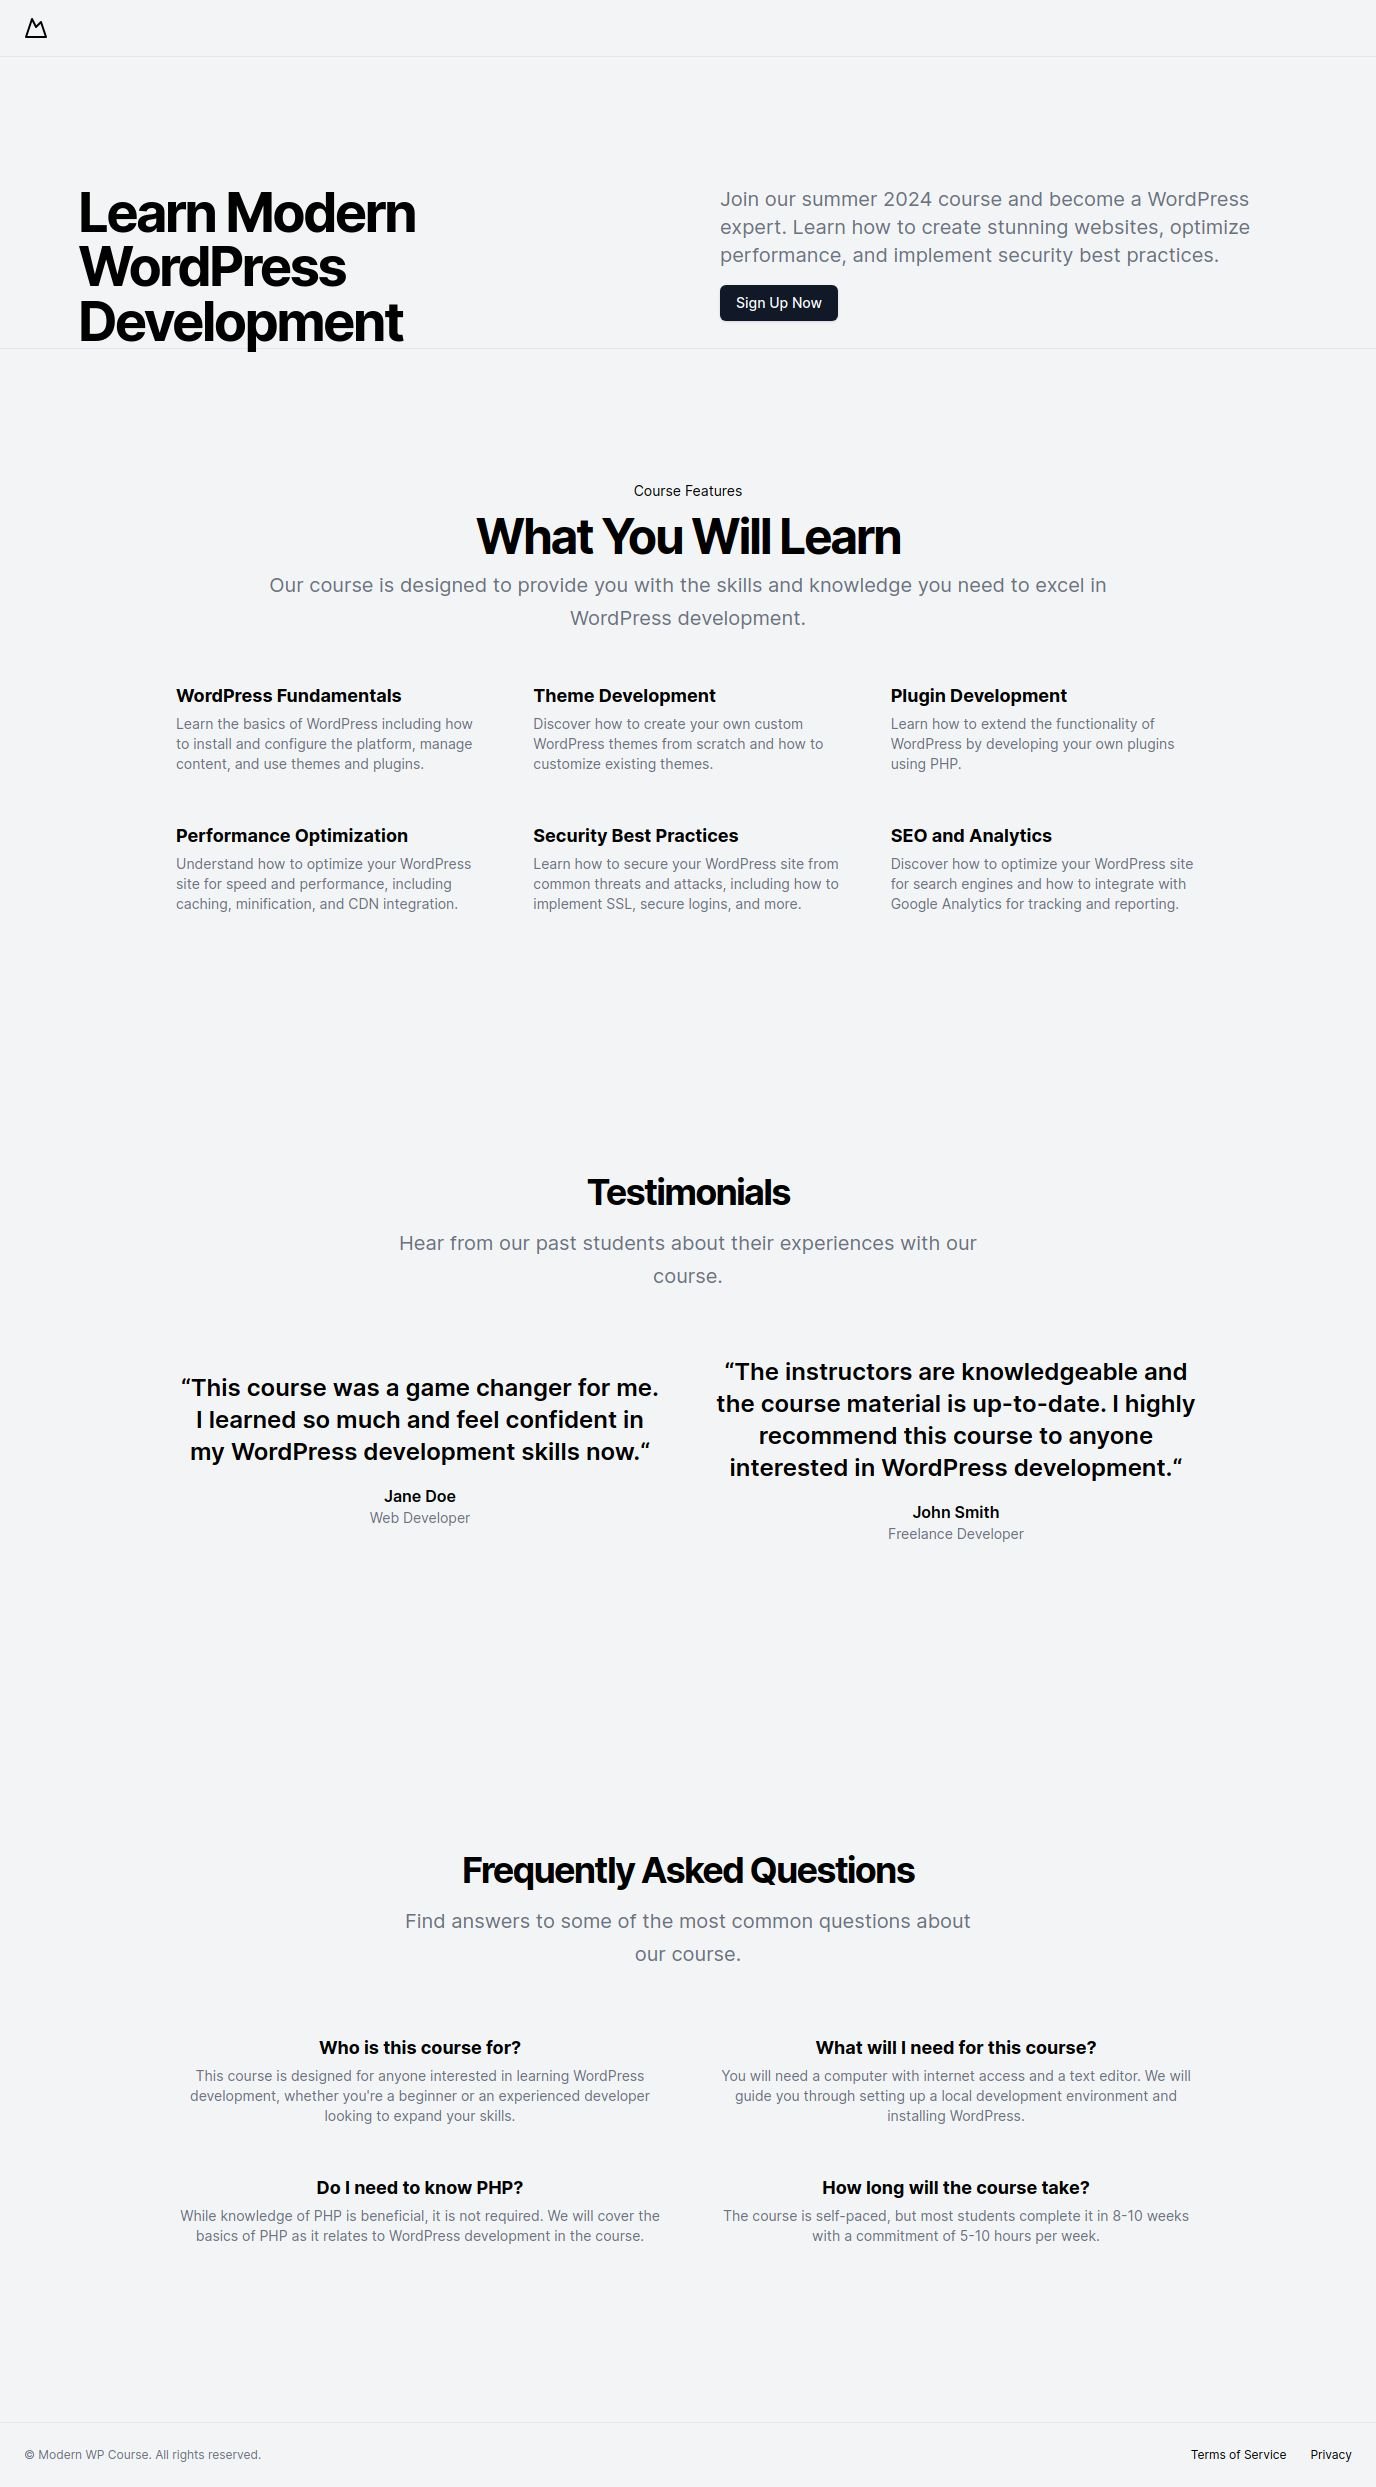 Learn Modern
WordPress
Development
Join our summer 2024 course and become a WordPress
expert. Learn how to create stunning websites, optimize
performance, and implement security best practices.
Sign Up Now
Course Features
What You Will Learn
Our course is designed to provide you with the skills and knowledge you need to excel in
WordPress development.
WordPress Fundamentals
Learn the basics of WordPress including how
to install and configure the platform, manage
content, and use themes and plugins.
Theme Development
Discover how to create your own custom
WordPress themes from scratch and how to
customize existing themes.
Plugin Development
Learn how to extend the functionality of
WordPress by developing your own plugins
using PHP.
Performance Optimization
Understand how to optimize your WordPress
site for speed and performance, including
caching, minification, and CDN integration.
Security Best Practices
Learn how to secure your WordPress site from
common threats and attacks, including how to
implement SSL, secure logins, and more.
SEO and Analytics
Discover how to optimize your WordPress site
for search engines and how to integrate with
Google Analytics for tracking and reporting.
Testimonials
Hear from our past students about their experiences with our
course.
“This course was a game changer for me.
I learned so much and feel confident in
my WordPress development skills now.“
Jane Doe
Web Developer
“The instructors are knowledgeable and
the course material is up-to-date. I highly
recommend this course to anyone
interested in WordPress development.“
John Smith
Freelance Developer
Frequently Asked Questions
Find answers to some of the most common questions about
our course.
Who is this course for?
This course is designed for anyone interested in learning WordPress
development, whether you're a beginner or an experienced developer
looking to expand your skills.
What will I need for this course?
You will need a computer with internet access and a text editor. We will
guide you through setting up a local development environment and
installing WordPress.
Do I need to know PHP?
While knowledge of PHP is beneficial, it is not required. We will cover the
basics of PHP as it relates to WordPress development in the course.
How long will the course take?
The course is self-paced, but most students complete it in 8-10 weeks
with a commitment of 5-10 hours per week.
© Modern WP Course. All rights reserved.
Terms of Service
Privacy